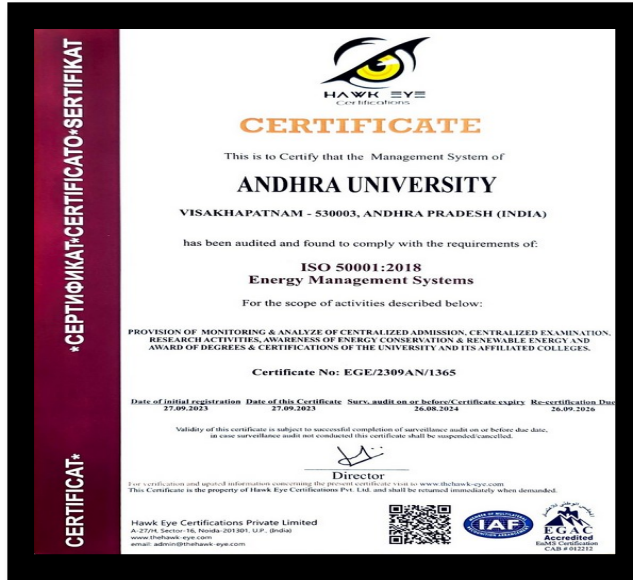 *СЕРТИФИКАТ*CERTIFICATO*SERTIFIKAT
CERTIFICAT*
HAWK EYE
Certifications
CERTIFICATE
This is to Certify that the Management System of
ANDHRA UNIVERSITY
VISAKHAPATNAM - 530003, ANDHRA PRADESH (INDIA)
has been audited and found to comply with the requirements of:
ISO 50001:2018
Energy Management Systems
For the scope of activities described below:
PROVISION OF MONITORING & ANALYZE OF CENTRALIZED ADMISSION, CENTRALIZED EXAMINATION,
RESEARCH ACTIVITIES, AWARENESS OF ENERGY CONSERVATION & RENEWABLE ENERGY AND
AWARD OF DEGREES & CERTIFICATIONS OF THE UNIVERSITY AND ITS AFFILIATED COLLEGES.
Certificate No: EGE/2309AN/1365
Date of initial registration Date of this Certificate Surv. audit on or before/Certificate expiry Re-certification Due
27.09.2023 27.09.2023 26.08.2024 26.09.2026
Validity of this certificate is subject to successful completion of surveillance audit on or before due date,
in case surveillance audit not conducted this certificate shall be suspended/cancelled.
Director
For verification and upated information concerning the present certificate visit to www.thehawk-eye.com
This Certificate is the property of Hawk Eye Certifications Pvt. Ltd. and shall be returned immediately when demanded.
Hawk Eye Certifications Private Limited
A-27/H, Sector-16, Noida-201301, U.P., (India)
www.thehawk-eye.com
email: admin@thehawk-eye.com
IAF
EGAC
Accredited
EnMS Certification
CAB # 012212